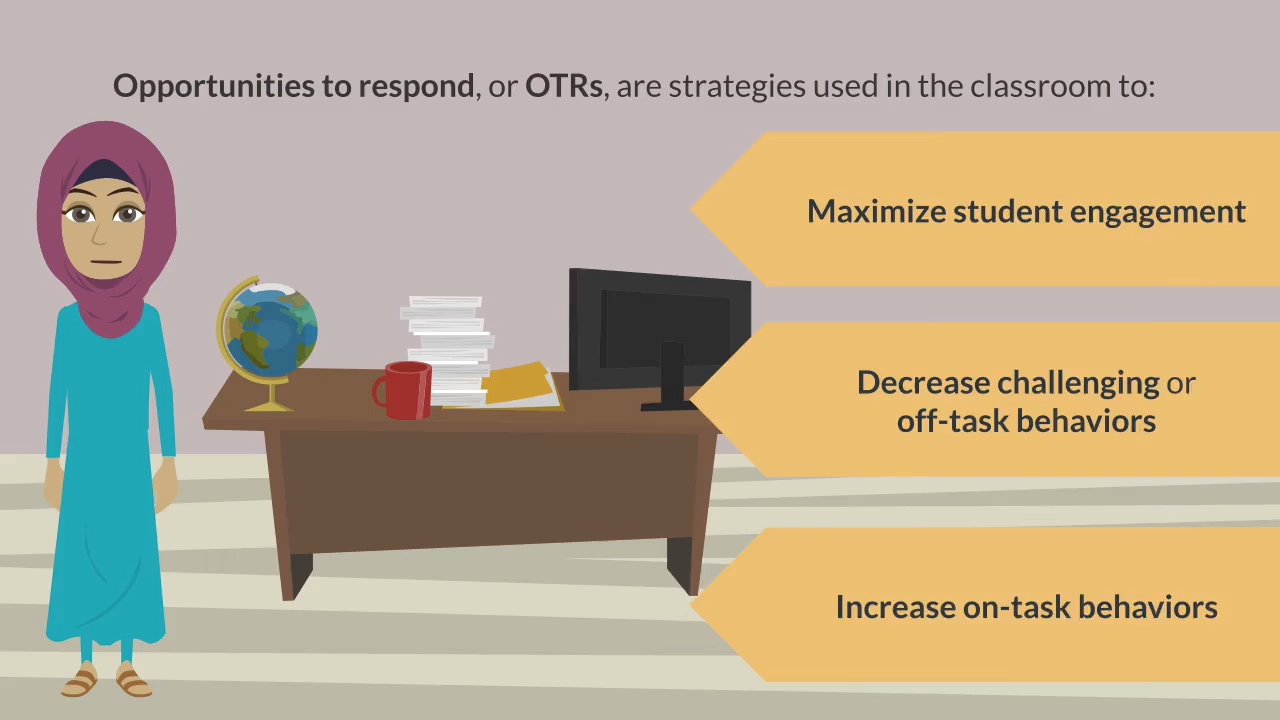 Opportunities to respond, or OTRs, are strategies used in the classroom to:
Maximize student engagement
Decrease challenging or
off-task behaviors
Increase on-task behaviors